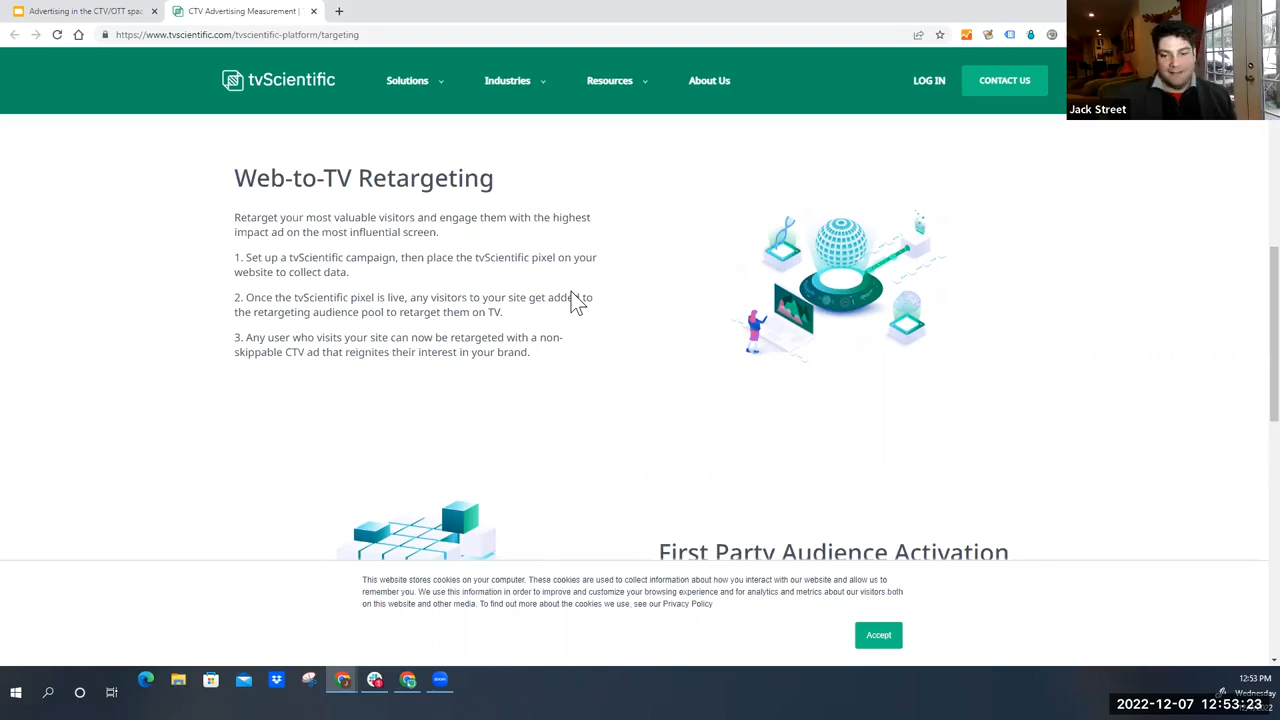 Advertising in the CTV/OTT spac
CTV Advertising Measurement |
https://www.tvscientific.com/tvscientific-platform/targeting
tvScientific
Solutions
Industries
Resources
About Us
LOG IN
CONTACT US
Jack Street
Web-to-TV Retargeting
Retarget your most valuable visitors and engage them with the highest
impact ad on the most influential screen.
1. Set up a tvScientific campaign, then place the tvScientific pixel on your
website to collect data.
2. Once the tvScientific pixel is live, any visitors to your site get added to
the retargeting audience pool to retarget them on TV.
3. Any user who visits your site can now be retargeted with a non-
skippable CTV ad that reignites their interest in your brand.
First Party Audience Activation
This website stores cookies on your computer. These cookies are used to collect information about how you interact with our website and allow us to
remember you. We use this information in order to improve and customize your browsing experience and for analytics and metrics about our visitors both
on this website and other media. To find out more about the cookies we use, see our Privacy Policy
Accept
12:53 PM
Wednesday
2022-12-07 12:53:23